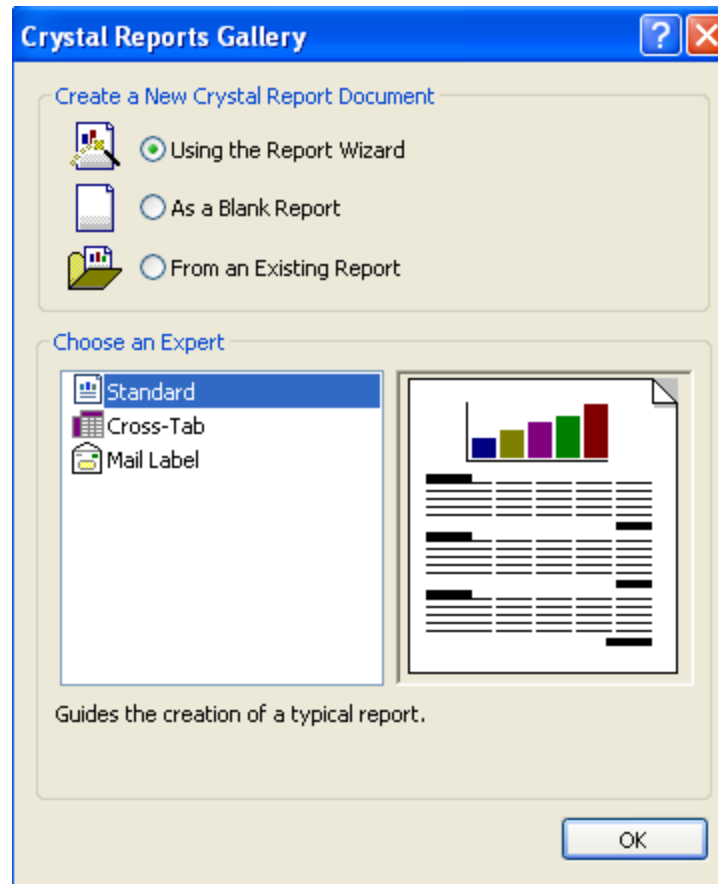 Crystal Reports Gallery
Create a New Crystal Report Document
Using the Report Wizard
As a Blank Report
From an Existing Report
Choose an Expert
Standard
Cross-Tab
Mail Label
Guides the creation of a typical report.
OK